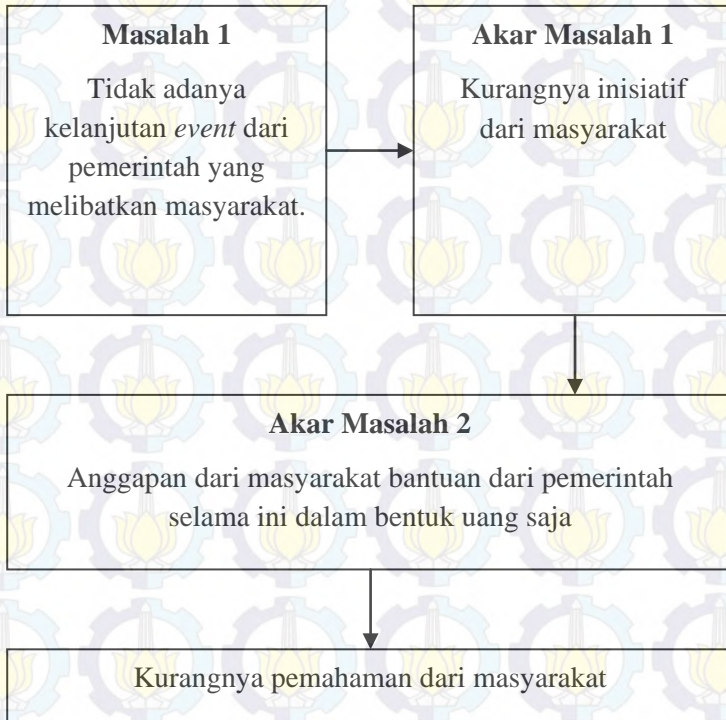 Masalah 1
Tidak adanya
kelanjutan event dari
pemerintah yang
melibatkan masyarakat.
Akar Masalah 1
Kurangnya inisiatif
dari masyarakat
Akar Masalah 2
Anggapan dari masyarakat bantuan dari pemerintah
selama ini dalam bentuk uang saja
Kurangnya pemahaman dari masyarakat